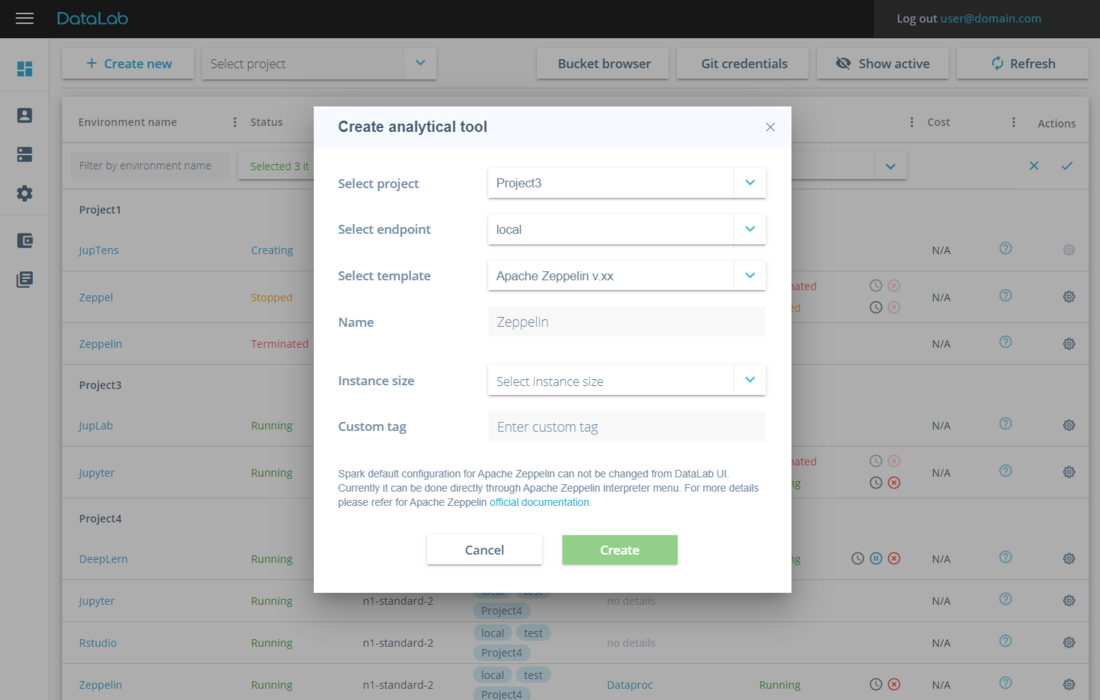 DataLab
Log out user@domain.com
+ Create new
Select project
Bucket browser
Git credentials
Show active
Refresh
Environment name
Status
Cost
Actions
Filter by environment name
Selected 3 it
Create analytical tool
Select project
Project3
Select endpoint
local
Select template
Apache Zeppelin v.xx
Name
Zeppelin
Instance size
Select instance size
Custom tag
Enter custom tag
Spark default configuration for Apache Zeppelin can not be changed from DataLab UI.
Currently it can be done directly through Apache Zeppelin interpreter menu. For more details
please refer for Apache Zeppelin official documentation.
Cancel
Create
Project1
JupTens Creating N/A
Zeppel Stopped N/A
Zeppelin Terminated N/A
Project3
JupLab Running N/A
Jupyter Running N/A
Project4
DeepLern Running N/A
Jupyter Running n1-standard-2 local test Project4 no details N/A
Rstudio Running n1-standard-2 local test Project4 no details N/A
Zeppelin Running n1-standard-2 local test Project4 Dataproc Running N/A